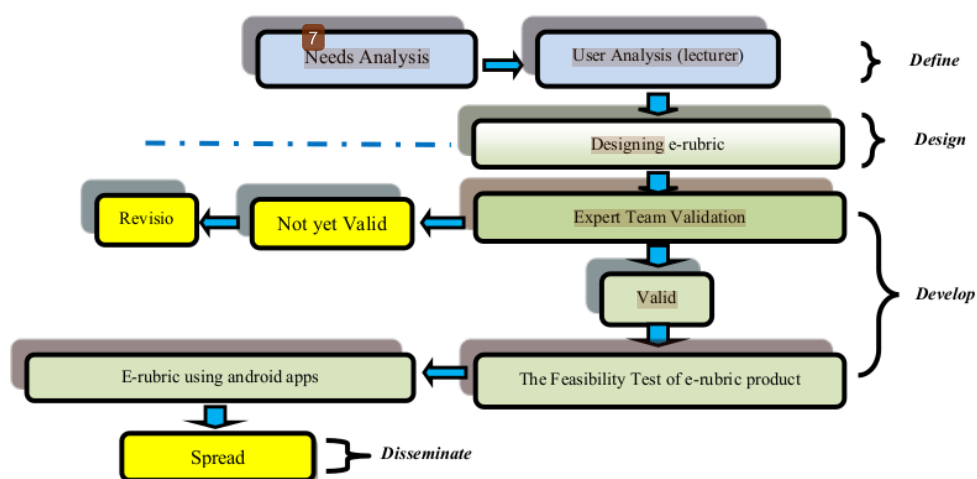 7
Needs Analysis
User Analysis (lecturer)
Define
Designing e-rubric
Design
Revisio
Not yet Valid
Expert Team Validation
Valid
Develop
E-rubric using android apps
The Feasibility Test of e-rubric product
Spread
Disseminate